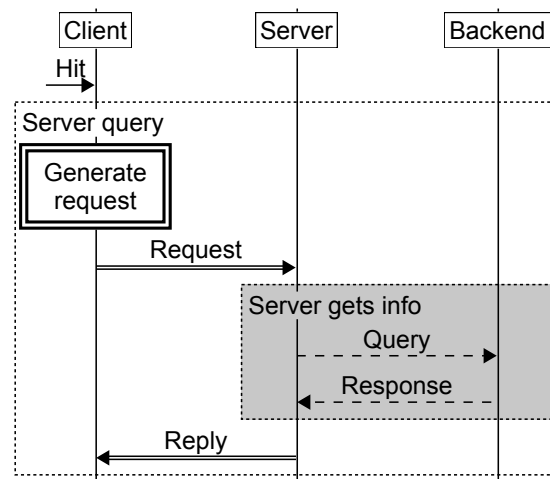 Client
Server
Backend
Hit
Server query
Generate
request
Request
Server gets info
Query
Response
Reply